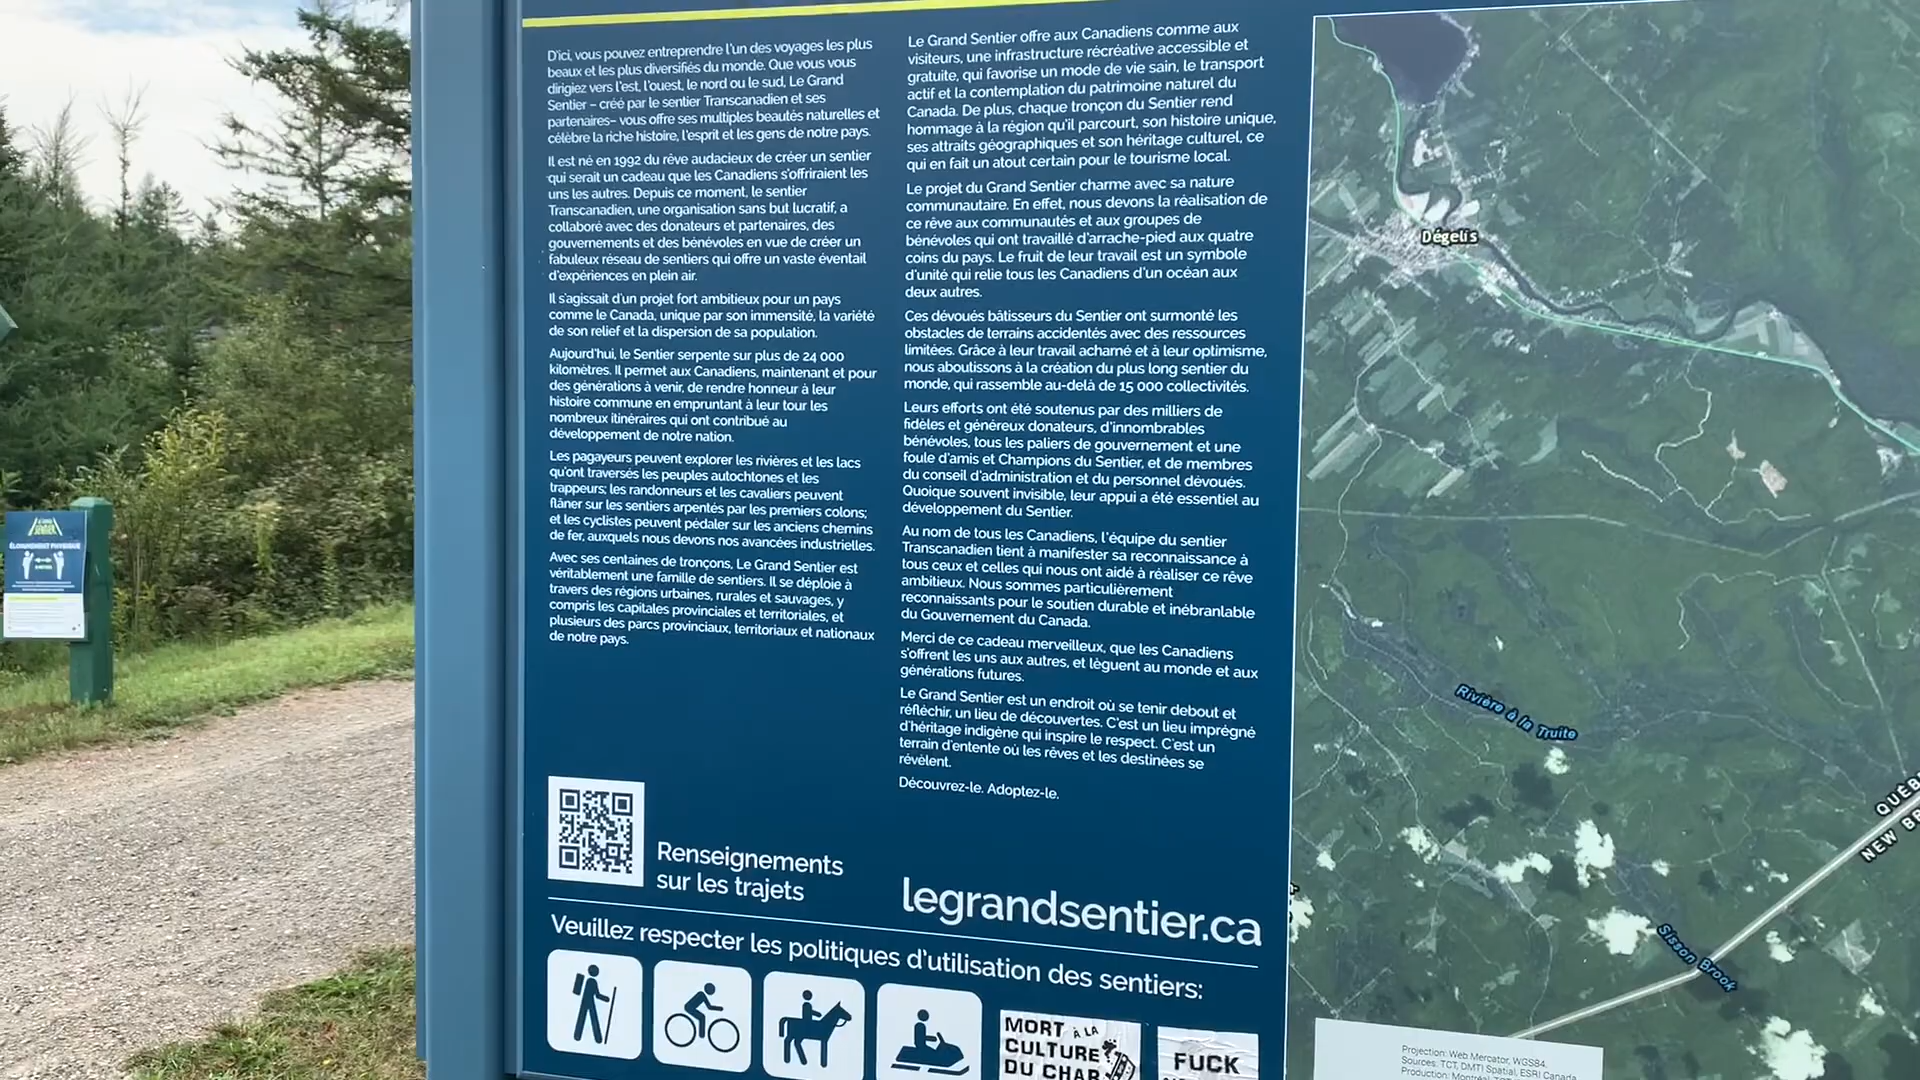 D'ici, vous pouvez entreprendre l'un des voyages les plus
beaux et les plus diversifiés du monde. Que vous vous
dirigiez vers l'est, l'ouest, le nord ou le sud, Le Grand
Sentier – créé par le sentier Transcanadien et ses
partenaires– vous offre ses multiples beautés naturelles et
célèbre la riche histoire, l'esprit et les gens de notre pays.
Il est né en 1992 du rêve audacieux de créer un sentier
qui serait un cadeau que les Canadiens s'offriraient les
uns les autres. Depuis ce moment, le sentier
Transcanadien, une organisation sans but lucratif, a
collaboré avec des donateurs et partenaires, des
gouvernements et des bénévoles en vue de créer un
fabuleux réseau de sentiers qui offre un vaste éventail
d'expériences en plein air.
Il s'agissait d'un projet fort ambitieux pour un pays
comme le Canada, unique par son immensité, la variété
de son relief et la dispersion de sa population.
Aujourd'hui, le Sentier serpente sur plus de 24 000
kilomètres. Il permet aux Canadiens, maintenant et pour
des générations à venir, de rendre honneur à leur
histoire commune en empruntant à leur tour les
nombreux itinéraires qui ont contribué au
développement de notre nation.
Les pagayeurs peuvent explorer les rivières et les lacs
qu'ont traversés les peuples autochtones et les
trappeurs; les randonneurs et les cavaliers peuvent
flâner sur les sentiers arpentés par les premiers colons;
et les cyclistes peuvent pédaler sur les anciens chemins
de fer, auxquels nous devons nos avancées industrielles.
Avec ses centaines de tronçons, Le Grand Sentier est
véritablement une famille de sentiers. Il se déploie à
travers des régions urbaines, rurales et sauvages, y
compris les capitales provinciales et territoriales, et
plusieurs des parcs provinciaux, territoriaux et nationaux
de notre pays.
Le Grand Sentier offre aux Canadiens comme aux
visiteurs, une infrastructure récréative accessible et
gratuite, qui favorise un mode de vie sain, le transport
actif et la contemplation du patrimoine naturel du
Canada. De plus, chaque tronçon du Sentier rend
hommage à la région qu'il parcourt, son histoire unique,
ses attraits géographiques et son héritage culturel, ce
qui en fait un atout certain pour le tourisme local.
Le projet du Grand Sentier charme avec sa nature
communautaire. En effet, nous devons la réalisation de
ce rêve aux communautés et aux groupes de
bénévoles qui ont travaillé d'arrache-pied aux quatre
coins du pays. Le fruit de leur travail est un symbole
d'unité qui relie tous les Canadiens d'un océan aux
deux autres.
Ces dévoués bâtisseurs du Sentier ont surmonté les
obstacles de terrains accidentés avec des ressources
limitées. Grâce à leur travail acharné et à leur optimisme,
nous aboutissons à la création du plus long sentier du
monde, qui rassemble au-delà de 15 000 collectivités.
Leurs efforts ont été soutenus par des milliers de
fidèles et généreux donateurs, d'innombrables
bénévoles, tous les paliers de gouvernement et une
foule d'amis et Champions du Sentier, et de membres
du conseil d'administration et du personnel dévoués.
Quoique souvent invisible, leur appui a été essentiel au
développement du Sentier.
Au nom de tous les Canadiens, l'équipe du sentier
Transcanadien tient à manifester sa reconnaissance à
tous ceux et celles qui nous ont aidé à réaliser ce rêve
ambitieux. Nous sommes particulièrement
reconnaissants pour le soutien durable et inébranlable
du Gouvernement du Canada.
Merci de ce cadeau merveilleux, que les Canadiens
s'offrent les uns aux autres, et lèguent au monde et aux
générations futures.
Le Grand Sentier est un endroit où se tenir debout et
réfléchir, un lieu de découvertes. C'est un lieu imprégné
d'héritage indigène qui inspire le respect. C'est un
terrain d'entente où les rêves et les destinées se
révèlent.
Découvrez-le. Adoptez-le.
Renseignements
sur les trajets
legrandsentier.ca
Veuillez respecter les politiques d'utilisation des sentiers:
MORT À LA
CULTURE
DU CHAR
FUCK
Dégelis
Rivière à la Truite
Sisson Brook
QUÉB
NEW BR
Projection: Web Mercator, WGS84.
Sources: TCT, DMTI Spatial, ESRI Canada
Production: Montréal,
SENTIER
ÉLOIGNEMENT PHYSIQUE